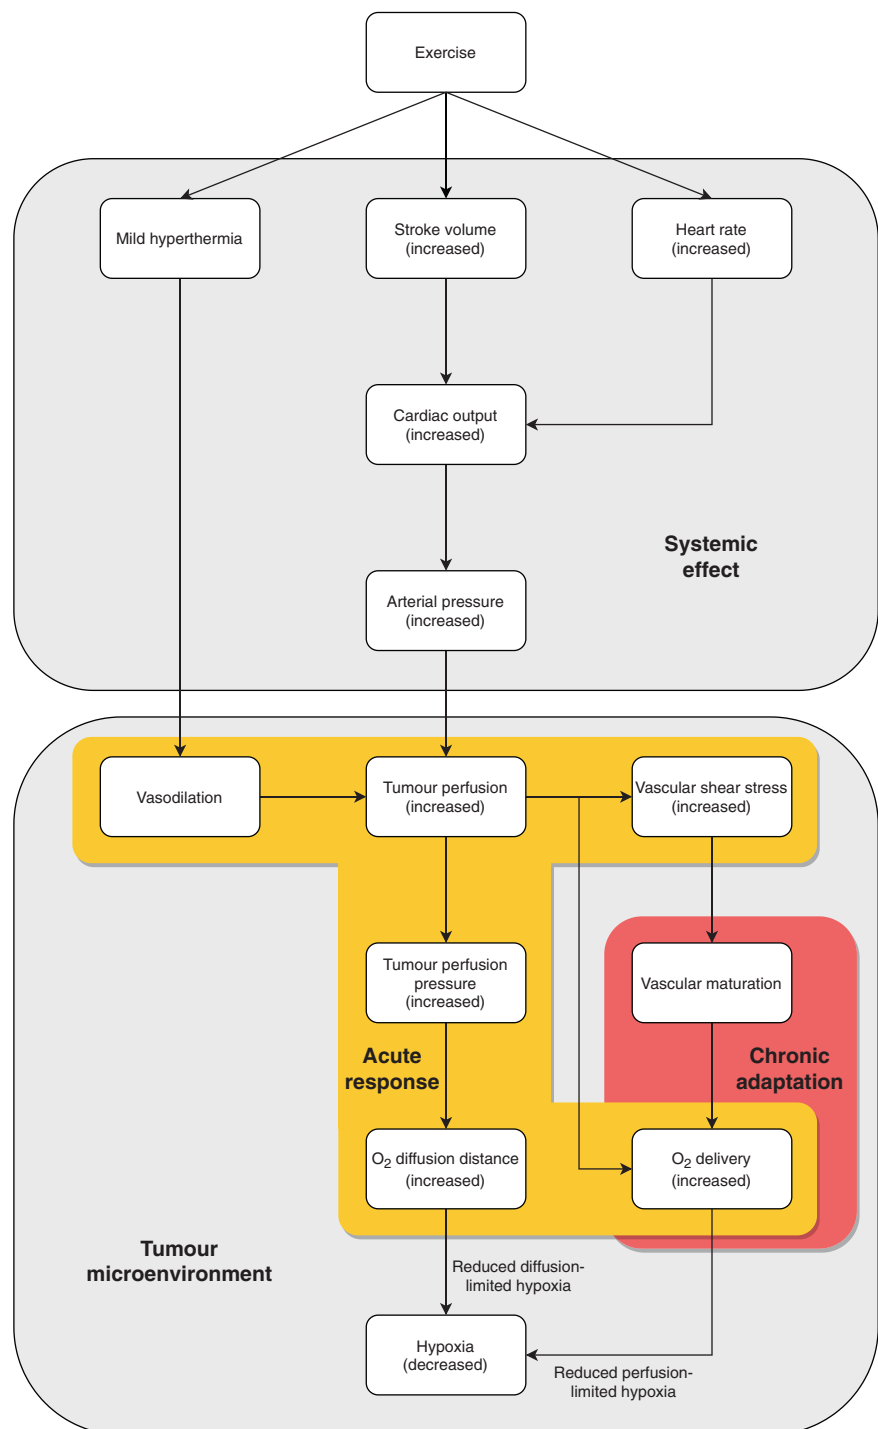 Exercise
Mild hyperthermia
Stroke volume
(increased)
Heart rate
(increased)
Cardiac output
(increased)
Systemic
effect
Arterial pressure
(increased)
Vasodilation
Tumour perfusion
(increased)
Vascular shear stress
(increased)
Tumour perfusion
pressure
(increased)
Vascular maturation
Acute
response
Chronic
adaptation
O₂ diffusion distance
(increased)
O₂ delivery
(increased)
Tumour
microenvironment
Reduced diffusion-
limited hypoxia
Hypoxia
(decreased)
Reduced perfusion-
limited hypoxia